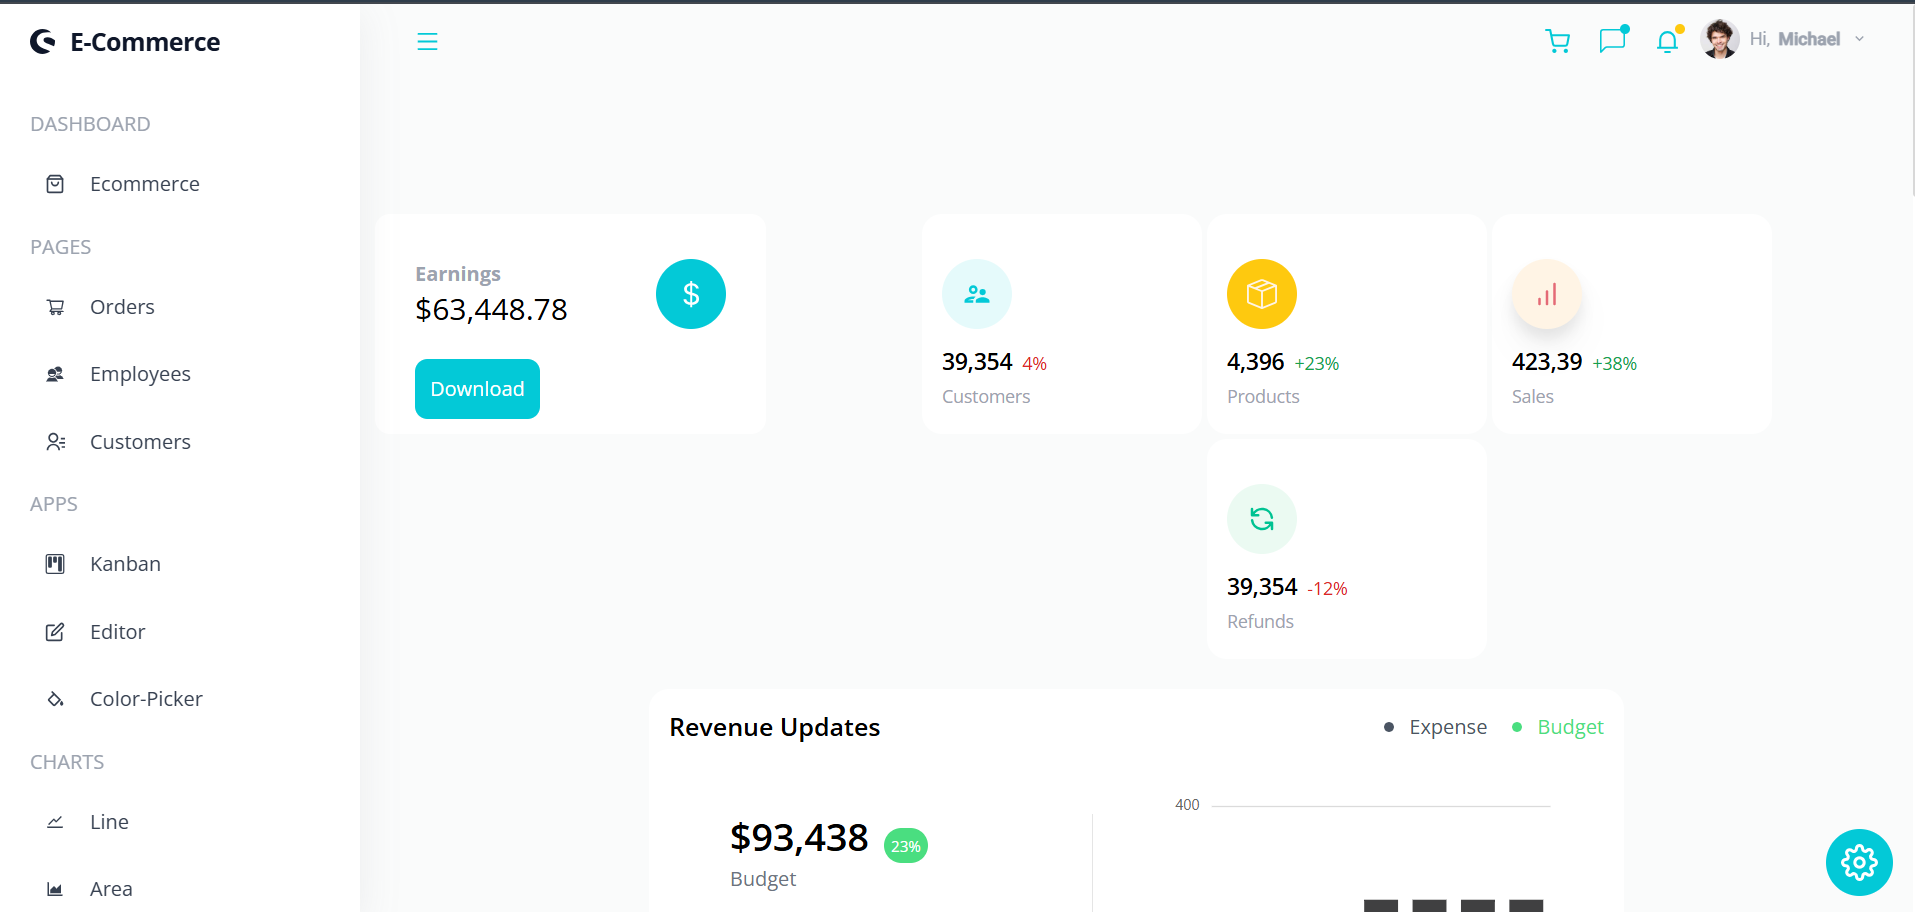 E-Commerce
Hi, Michael
DASHBOARD
Ecommerce
PAGES
Orders
Employees
Customers
APPS
Kanban
Editor
Color-Picker
CHARTS
Line
Area
Earnings
$63,448.78
$
Download
39,354 4%
Customers
4,396 +23%
Products
423,39 +38%
Sales
39,354 -12%
Refunds
Revenue Updates
Expense
Budget
$93,438 23%
Budget
400